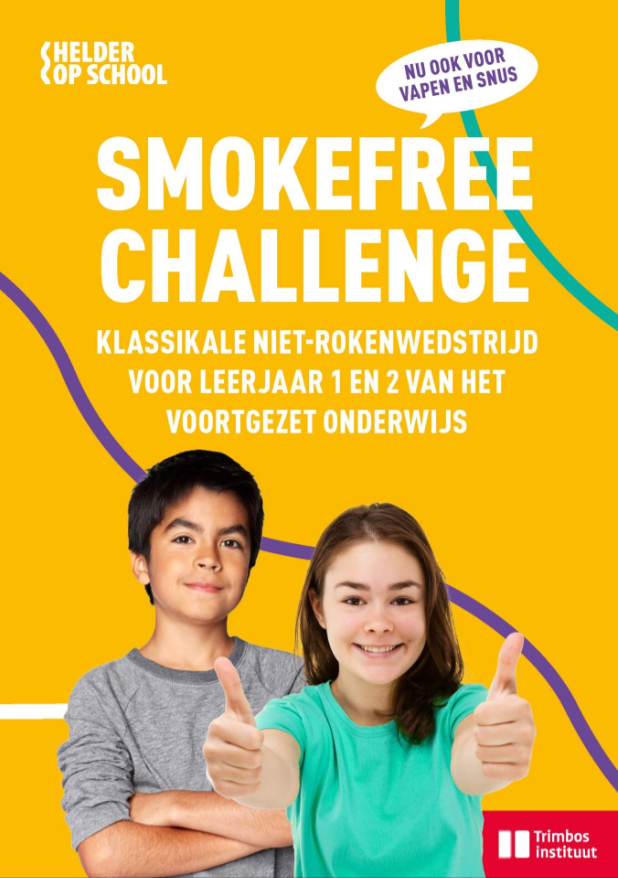 HELDER
OP SCHOOL
NU OOK VOOR
VAPEN EN SNUS
SMOKEFREE
CHALLENGE
KLASSIKALE NIET-ROKENWEDSTRIJD
VOOR LEERJAAR 1 EN 2 VAN HET
VOORTGEZET ONDERWIJS
Trimbos
instituut